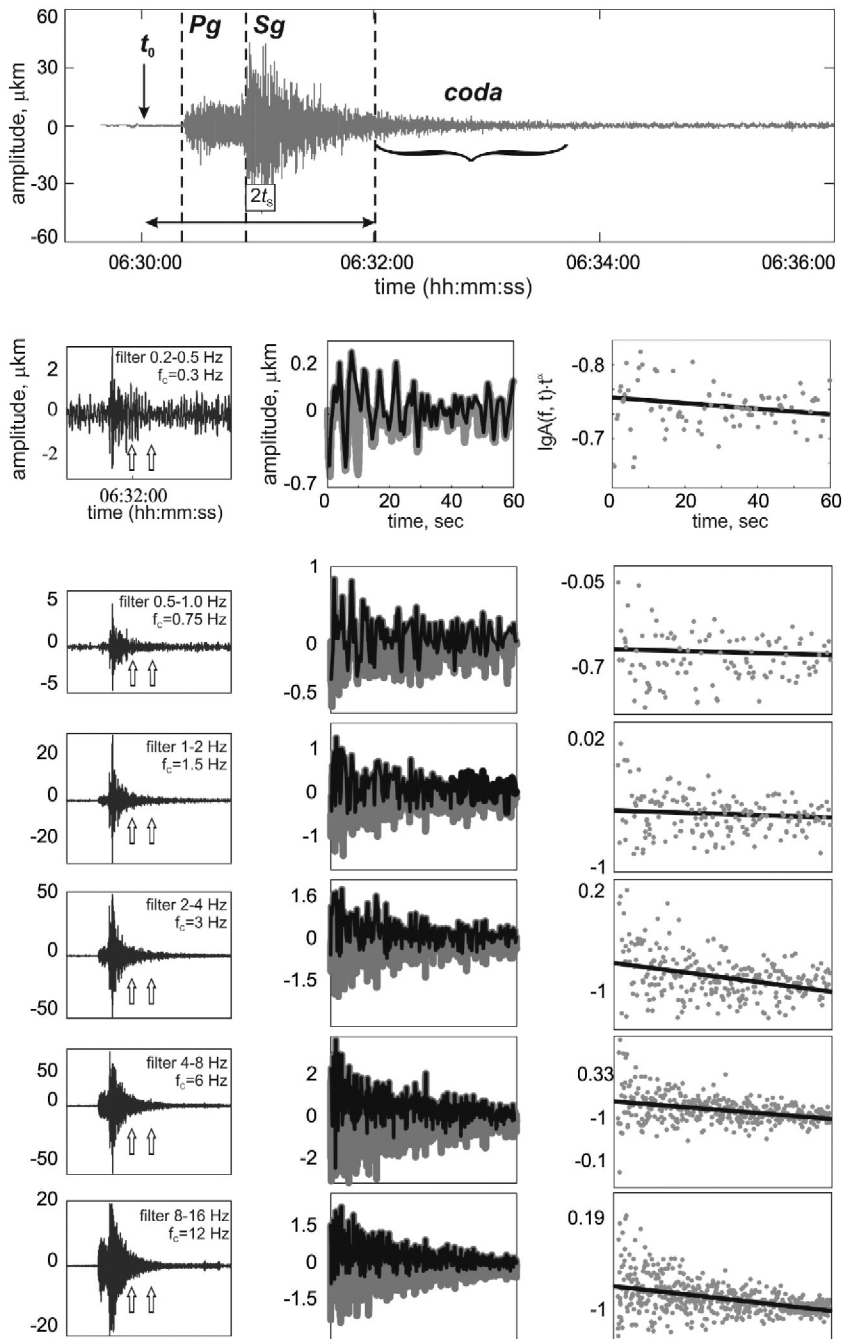 60
30
0
-30
-60
amplitude, µkm
t₀
Pg
Sg
coda
2tₛ
06:30:00
06:32:00
06:34:00
06:36:00
time (hh:mm:ss)
filter 0.2-0.5 Hz
f_c=0.3 Hz
2
0
-2
amplitude, µkm
06:32:00
time (hh:mm:ss)
0.2
0
-0.7
amplitude, µkm
0
20
40
60
time, sec
-0.8
-0.7
lgA(f, t)·t^α
0
20
40
60
time, sec
filter 0.5-1.0 Hz
f_c=0.75 Hz
5
0
-5
1
0
-0.5
-0.05
-0.7
filter 1-2 Hz
f_c=1.5 Hz
20
0
-20
1
0
-1
0.02
-1
filter 2-4 Hz
f_c=3 Hz
50
0
-50
1.6
0
-1.5
0.2
-1
filter 4-8 Hz
f_c=6 Hz
50
0
-50
2
0
-2
0.33
-1
-0.1
filter 8-16 Hz
f_c=12 Hz
20
0
-20
1.5
0
-1.5
0.19
-1